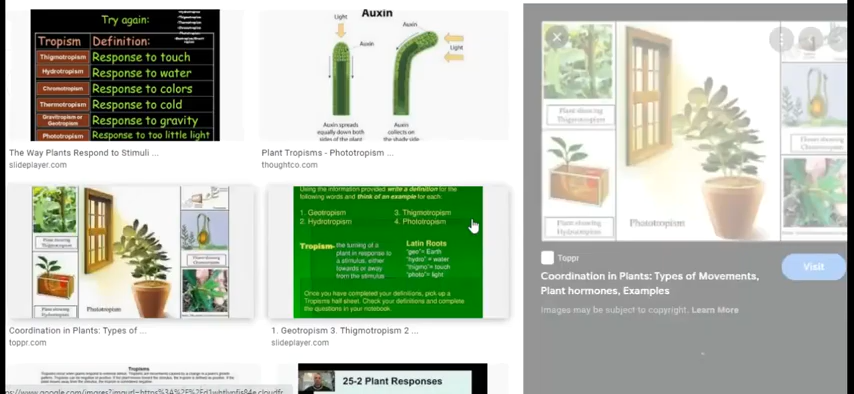 Try again:
Tropism Definition:
Thigmotropism Response to touch
Hydrotropism Response to water
Chromotropism Response to colors
Thermotropism Response to cold
Gravitropism or Geotropism Response to gravity
Phototropism Response to too little light
The Way Plants Respond to Stimuli ...
slideplayer.com
Auxin
Light
Auxin
Auxin
Light
Auxin spreads
equally down both
sides of the plant
Auxin
collects on
the shady side
Plant Tropisms - Phototropism ...
thoughtco.com
Phototropism
Coordination in Plants: Types of ...
toppr.com
Using the information provided write a definition for the
following words and think of an example for each.
1. Geotropism 3. Thigmotropism
2. Hydrotropism 4. Phototropism
Tropism- the turning of a
plant in response to
a stimulus, either
towards or away
from the stimulus
Latin Roots
"geo"= Earth
"hydro" = water
"thigmo"= touch
"photo"= light
Once you have completed your definitions, pick up a
Tropisms half sheet. Check your definitions and complete
the questions in your notebook.
1. Geotropism 3. Thigmotropism 2 ...
slideplayer.com
Tropisms
25-2 Plant Responses
Plant showing
Thigmotropism
Plant showing
Hydrotropism
Phototropism
Toppr
Visit
Coordination in Plants: Types of Movements,
Plant hormones, Examples
Images may be subject to copyright. Learn More